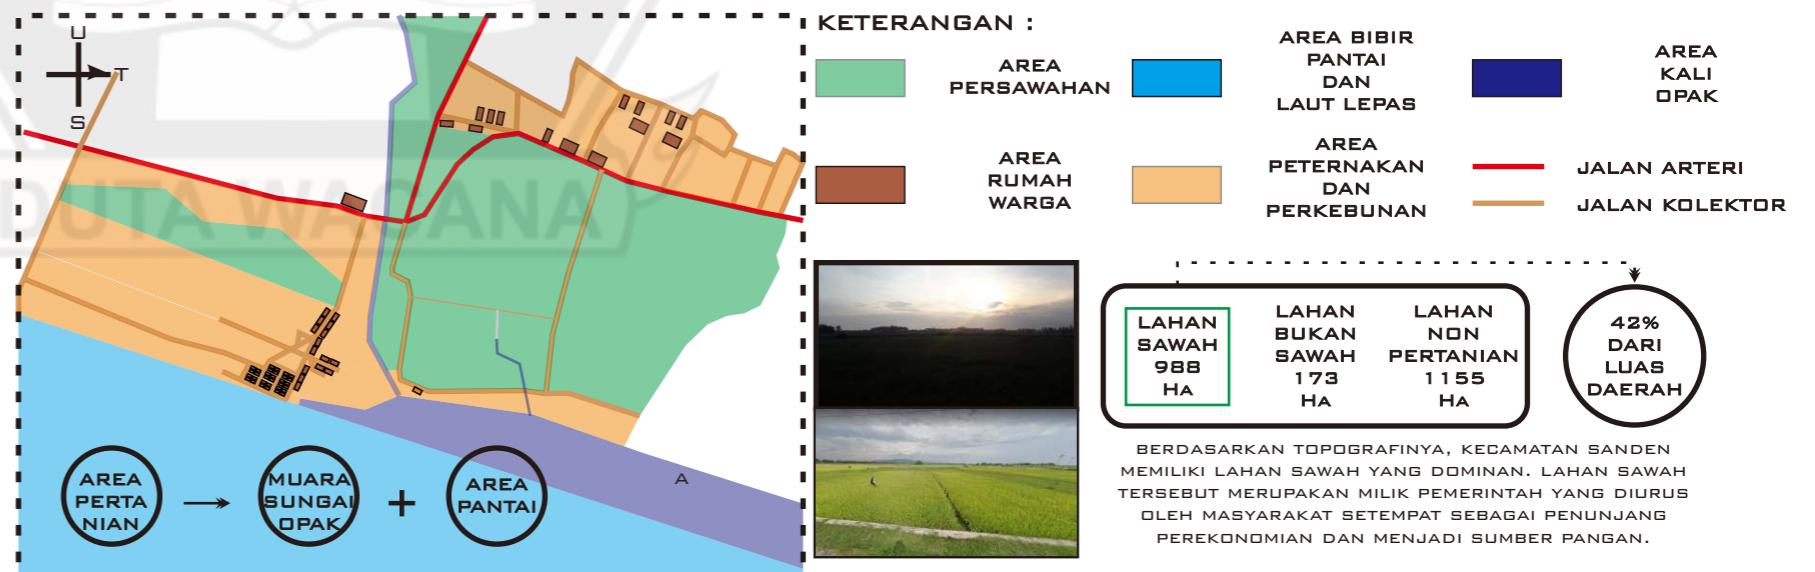 U
T
S
DUTA WACANA
AREA
PERTA
NIAN
MUARA
SUNGAI
OPAK
+
AREA
PANTAI
A
KETERANGAN :
AREA
PERSAWAHAN
AREA BIBIR
PANTAI
DAN
LAUT LEPAS
AREA
KALI
OPAK
AREA
RUMAH
WARGA
AREA
PETERNAKAN
DAN
PERKEBUNAN
JALAN ARTERI
JALAN KOLEKTOR
LAHAN
SAWAH
988
HA
LAHAN
BUKAN
SAWAH
173
HA
LAHAN
NON
PERTANIAN
1155
HA
42%
DARI
LUAS
DAERAH
BERDASARKAN TOPOGRAFINYA, KECAMATAN SANDEN
MEMILIKI LAHAN SAWAH YANG DOMINAN. LAHAN SAWAH
TERSEBUT MERUPAKAN MILIK PEMERINTAH YANG DIURUS
OLEH MASYARAKAT SETEMPAT SEBAGAI PENUNJANG
PEREKONOMIAN DAN MENJADI SUMBER PANGAN.